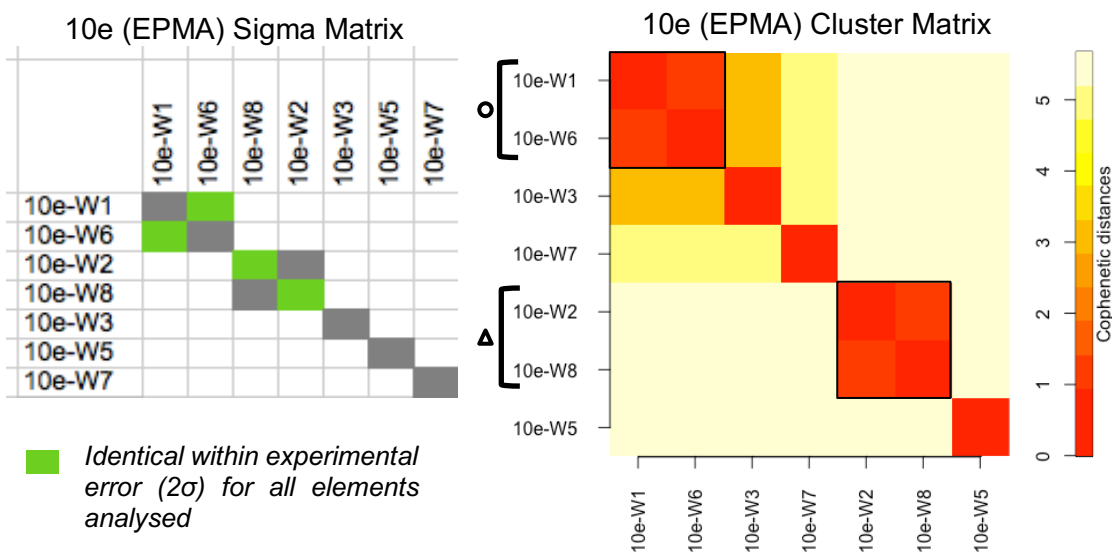 10e (EPMA) Sigma Matrix
10e-W1
10e-W6
10e-W8
10e-W2
10e-W3
10e-W5
10e-W7
10e-W1
10e-W6
10e-W2
10e-W8
10e-W3
10e-W5
10e-W7
Identical within experimental
error (2σ) for all elements
analysed
10e (EPMA) Cluster Matrix
10e-W1
10e-W6
10e-W3
10e-W7
10e-W2
10e-W8
10e-W5
10e-W1
10e-W6
10e-W3
10e-W7
10e-W2
10e-W8
10e-W5
5
4
3
2
1
0
Cophenetic distances